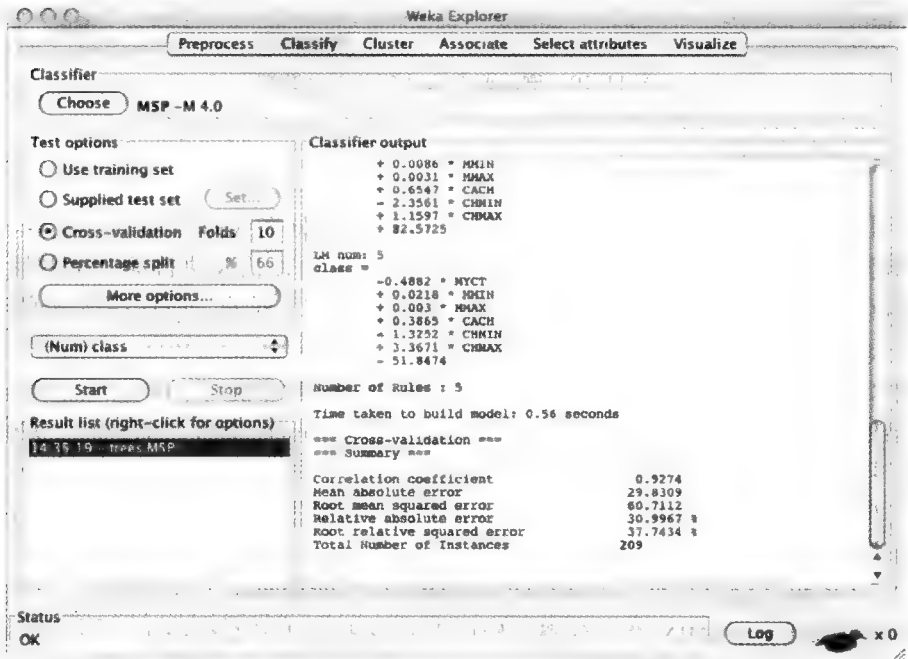 Weka Explorer
Preprocess Classify Cluster Associate Select attributes Visualize
Classifier
Choose M5P -M 4.0
Test options
Use training set
Supplied test set Set...
Cross-validation Folds 10
Percentage split % 66
More options...
(Num) class
Start Stop
Result list (right-click for options)
14:35:19 - trees.M5P
Classifier output
+ 0.0086 * MMIN
+ 0.0031 * MMAX
+ 0.6547 * CACH
- 2.3561 * CHMIN
+ 1.1597 * CHMAX
+ 82.5725
LM num: 5
class =
-0.4882 * MYCT
+ 0.0218 * MMIN
+ 0.003 * MMAX
+ 0.3865 * CACH
1.3252 * CHMIN
+ 3.3671 * CHMAX
- 51.8474
Number of Rules : 5
Time taken to build model: 0.56 seconds
=== Cross-validation ===
=== Summary ===
Correlation coefficient 0.9274
Mean absolute error 29.8309
Root mean squared error 60.7112
Relative absolute error 30.9967 %
Root relative squared error 37.7434 %
Total Number of Instances 209
Status
OK
Log
x 0